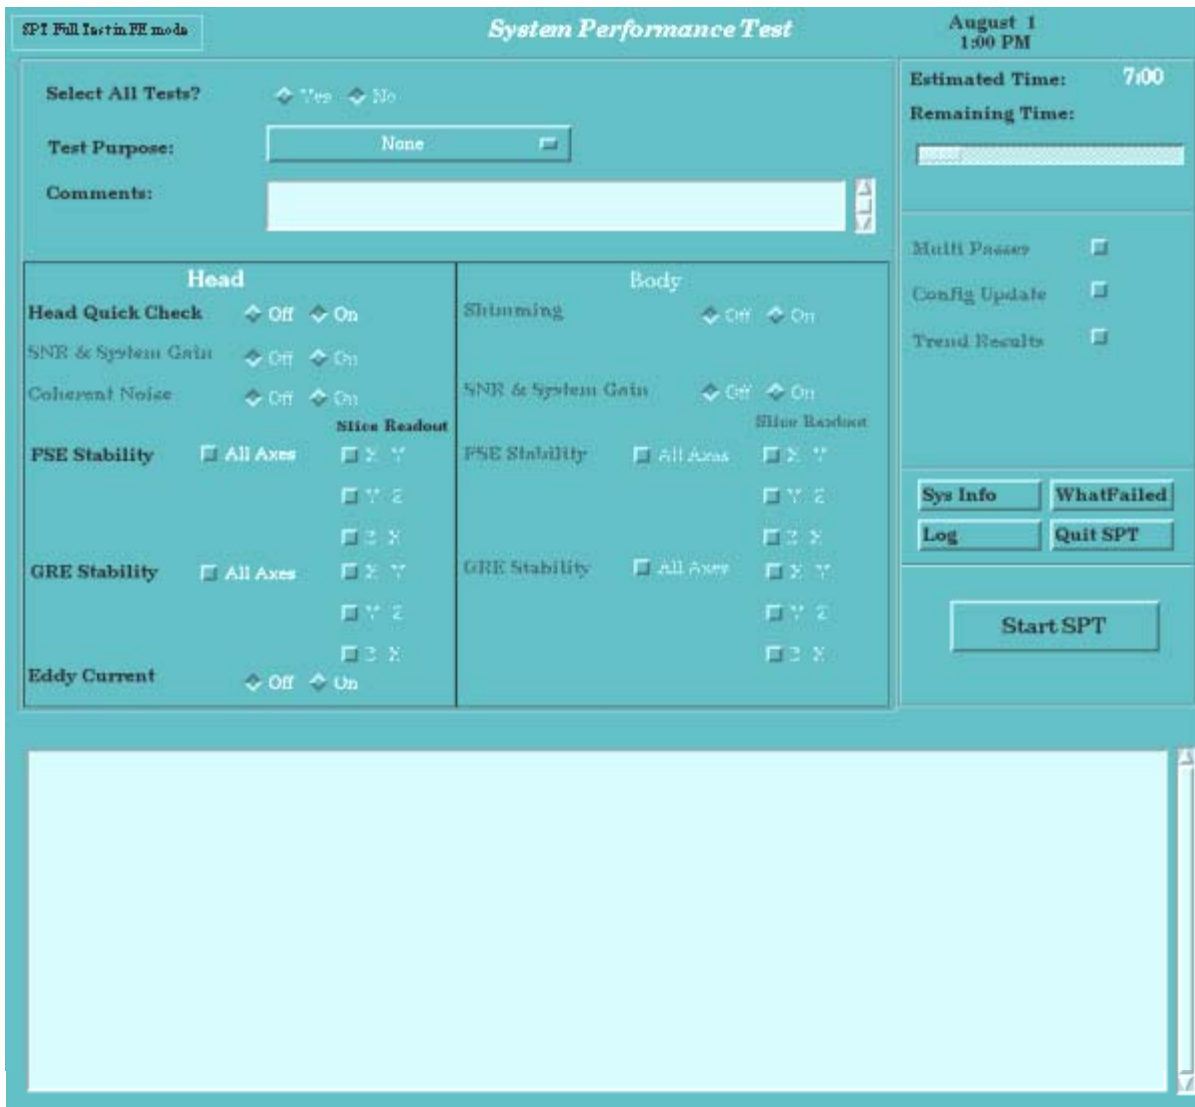 SPT Full Test in FE mode
System Performance Test
August 1
1:00 PM
Select All Tests? Yes No
Test Purpose: None
Comments:
Estimated Time: 7:00
Remaining Time:
Multi Passes
Config Update
Trend Results
Sys Info WhatFailed
Log Quit SPT
Start SPT
Head
Head Quick Check Off On
SNR & System Gain Off On
Coherent Noise Off On
Slice Readout
FSE Stability All Axes X Y
Y Z
Z X
GRE Stability All Axes X Y
Y Z
Z X
Eddy Current Off On
Body
Shimming Off On
SNR & System Gain Off On
Slice Readout
FSE Stability All Axes X Y
Y Z
Z X
GRE Stability All Axes X Y
Y Z
Z X